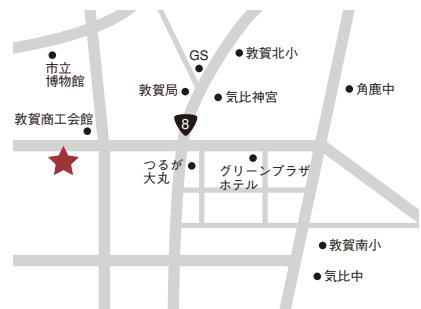 GS
敦賀北小
市立
博物館
敦賀局
気比神宮
角鹿中
敦賀商工会館
8
つるが
大丸
グリーンプラザ
ホテル
敦賀南小
気比中